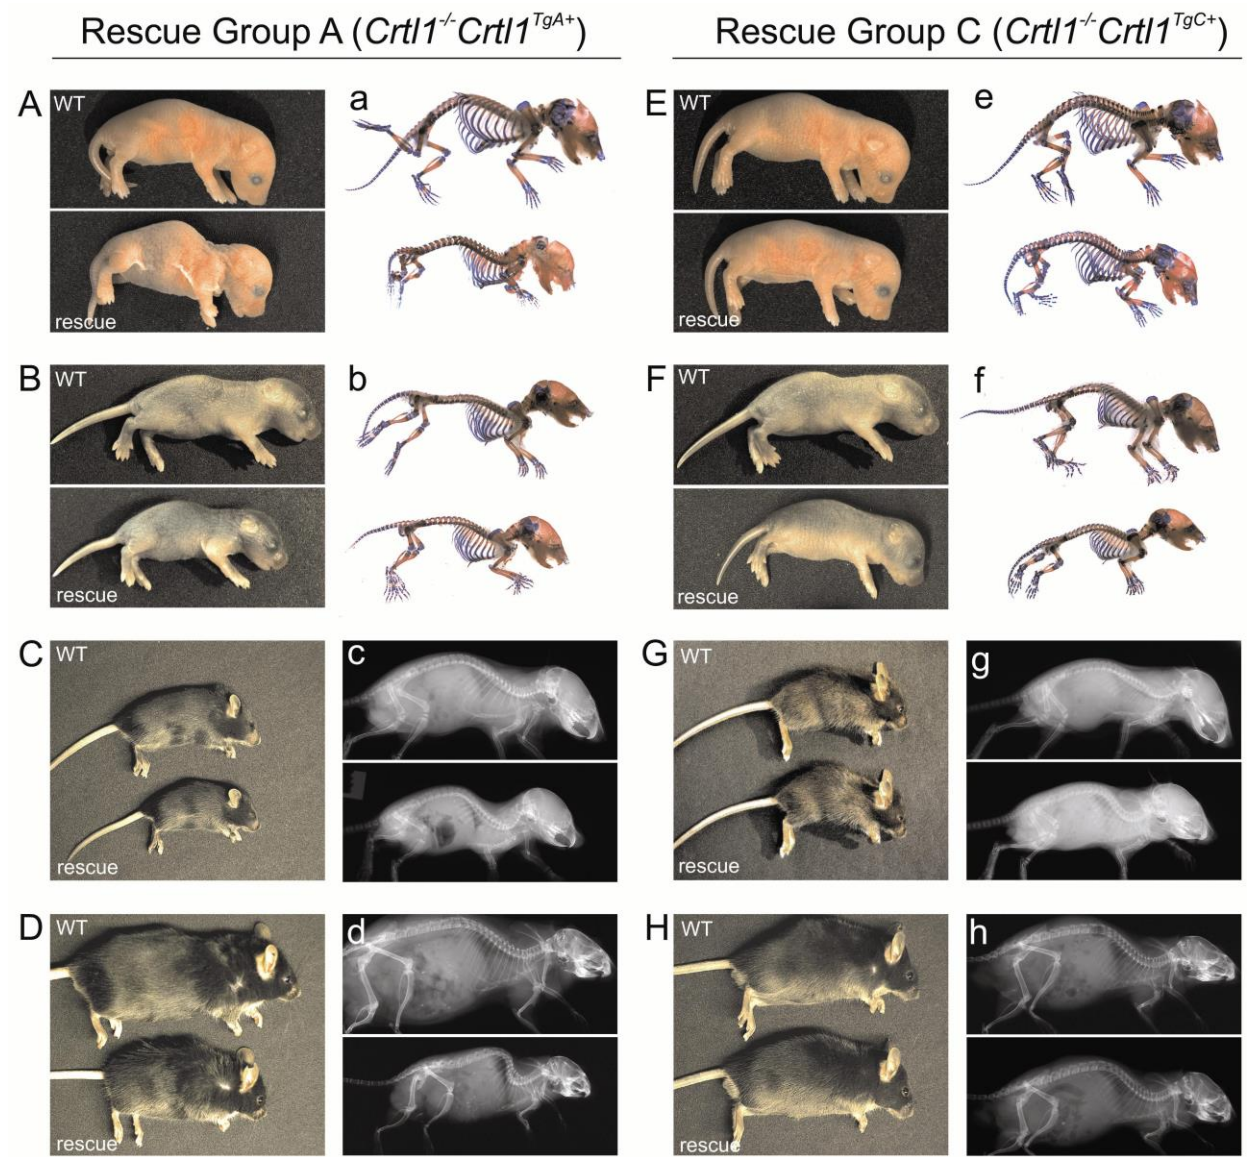 Rescue Group A (Crtl1-/-Crtl1TgA+)
Rescue Group C (Crtl1-/-Crtl1TgC+)
A
WT
rescue
a
E
WT
rescue
e
B
WT
rescue
b
F
WT
rescue
f
C
WT
rescue
c
G
WT
rescue
g
D
WT
rescue
d
H
WT
rescue
h